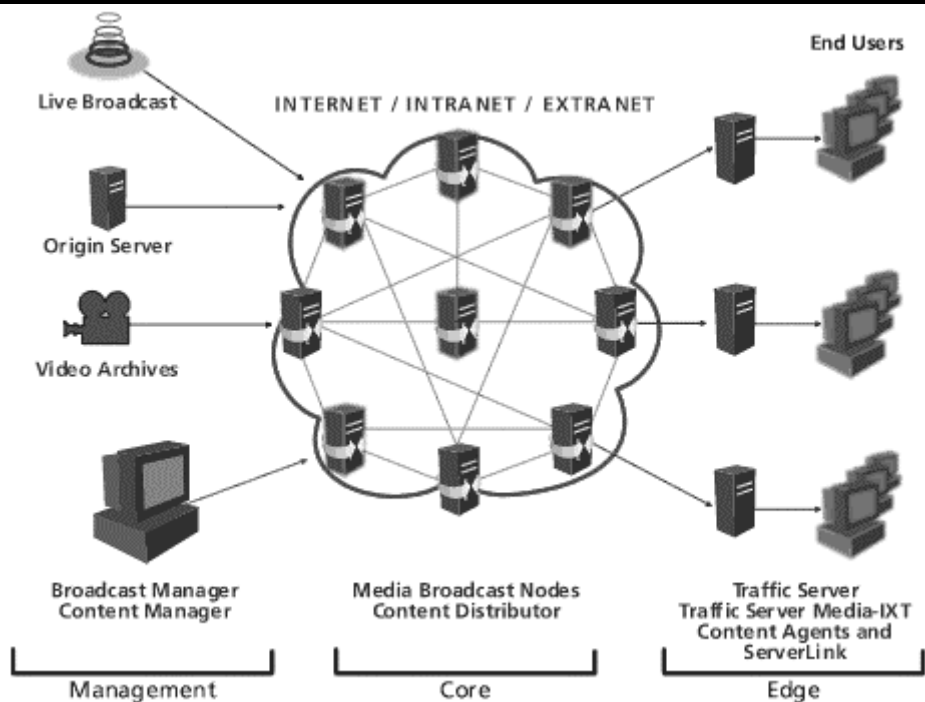 End Users
Live Broadcast
INTERNET / INTRANET / EXTRANET
Origin Server
Video Archives
Broadcast Manager
Content Manager
Media Broadcast Nodes
Content Distributor
Traffic Server
Traffic Server Media-IXT
Content Agents and
ServerLink
Management
Core
Edge